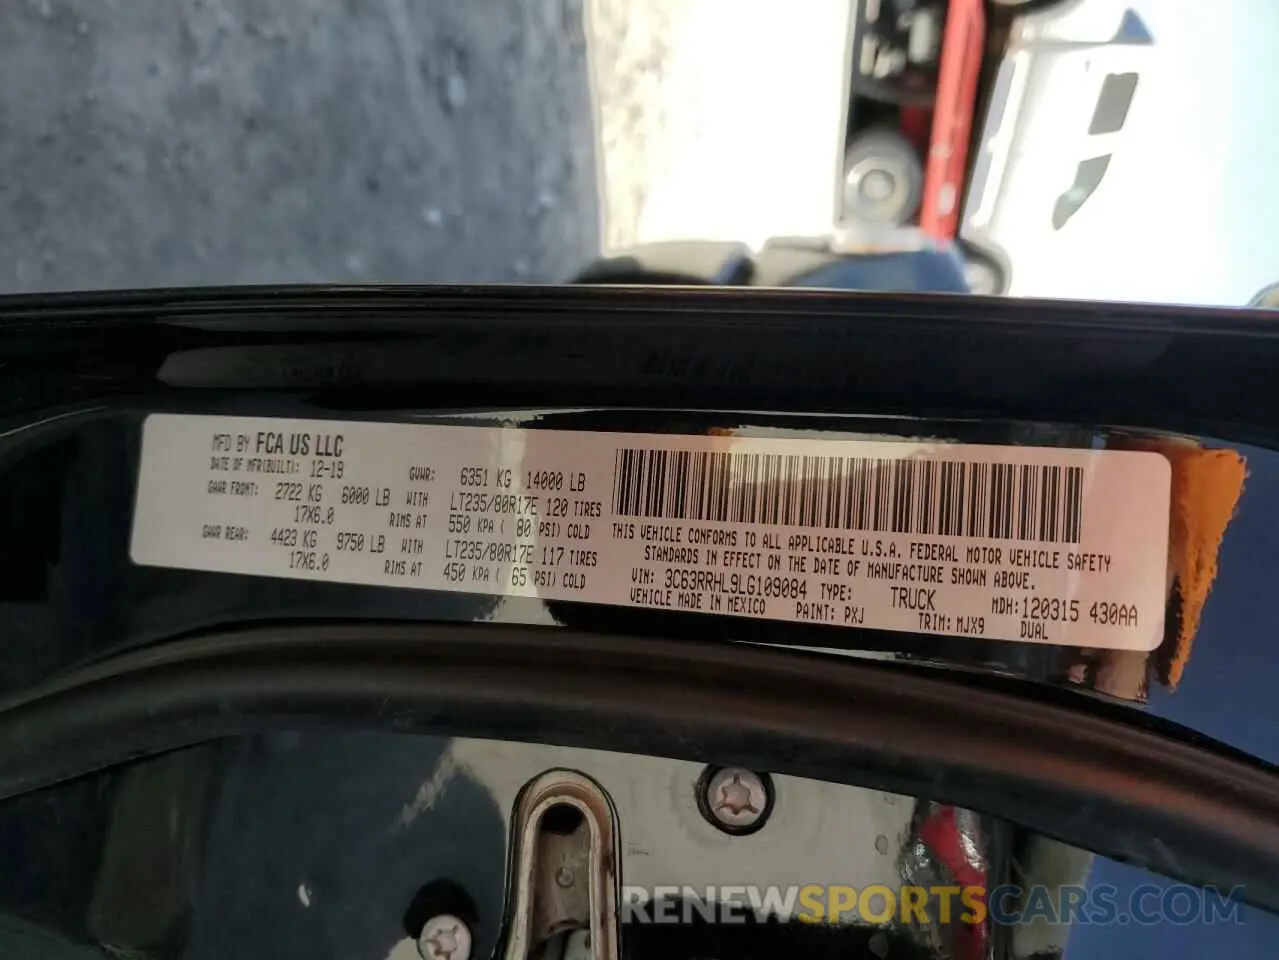 MFD BY FCA US LLC
DATE OF MFR(BUILT): 12-19 GVWR: 6351 KG 14000 LB
GAWR FRONT: 2722 KG 6000 LB WITH LT235/80R17E 120 TIRES
17X6.0 RIMS AT 550 KPA ( 80 PSI) COLD
GAWR REAR: 4423 KG 9750 LB WITH LT235/80R17E 117 TIRES
17X6.0 RIMS AT 450 KPA ( 65 PSI) COLD
THIS VEHICLE CONFORMS TO ALL APPLICABLE U.S.A. FEDERAL MOTOR VEHICLE SAFETY
STANDARDS IN EFFECT ON THE DATE OF MANUFACTURE SHOWN ABOVE.
VIN: 3C63RRHL9LG109084 TYPE: TRUCK MDH: 120315 430AA
VEHICLE MADE IN MEXICO PAINT: PXJ TRIM: MJX9 DUAL
RENEWSPORTSCARS.COM